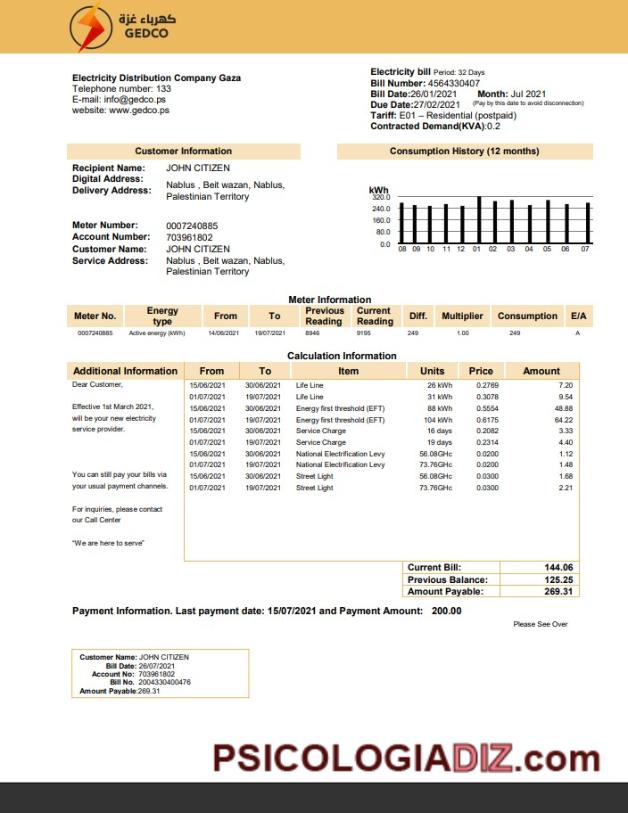 كهرباء غزة
GEDCO
Electricity Distribution Company Gaza
Telephone number: 133
E-mail: info@gedco.ps
website: www.gedco.ps
Electricity bill Period: 32 Days
Bill Number: 4564330407
Bill Date:26/01/2021 Month: Jul 2021
Due Date:27/02/2021 (Pay by this date to avoid disconnection)
Tariff: E01 – Residential (postpaid)
Contracted Demand(KVA):0.2
Customer Information
Recipient Name: JOHN CITIZEN
Digital Address:
Delivery Address: Nablus , Beit wazan, Nablus,
Palestinian Territory
Meter Number: 0007240885
Account Number: 703961802
Customer Name: JOHN CITIZEN
Service Address: Nablus , Beit wazan, Nablus,
Palestinian Territory
Consumption History (12 months)
kWh
320.0
240.0
160.0
80.0
0.0
08 09 10 11 12 01 02 03 04 05 06 07
Meter Information
Meter No. Energy type From To Previous Reading Current Reading Diff. Multiplier Consumption E/A
0007240885 Active energy (kWh) 14/06/2021 19/07/2021 8946 9195 249 1.00 249 A
Calculation Information
Additional Information From To Item Units Price Amount
Dear Customer,
Effective 1st March 2021,
will be your new electricity
service provider.
You can still pay your bills via
your usual payment channels.
For inquiries, please contact
our Call Center
“We are here to serve”
15/06/2021 30/06/2021 Life Line 26 kWh 0.2769 7.20
01/07/2021 19/07/2021 Life Line 31 kWh 0.3078 9.54
15/06/2021 30/06/2021 Energy first threshold (EFT) 88 kWh 0.5554 48.88
01/07/2021 19/07/2021 Energy first threshold (EFT) 104 kWh 0.6175 64.22
15/06/2021 30/06/2021 Service Charge 16 days 0.2082 3.33
01/07/2021 19/07/2021 Service Charge 19 days 0.2314 4.40
15/06/2021 30/06/2021 National Electrification Levy 56.08GHc 0.0200 1.12
01/07/2021 19/07/2021 National Electrification Levy 73.76GHc 0.0200 1.48
15/06/2021 30/06/2021 Street Light 56.08GHc 0.0300 1.68
01/07/2021 19/07/2021 Street Light 73.76GHc 0.0300 2.21
Current Bill: 144.06
Previous Balance: 125.25
Amount Payable: 269.31
Payment Information. Last payment date: 15/07/2021 and Payment Amount: 200.00
Please See Over
Customer Name: JOHN CITIZEN
Bill Date: 26/07/2021
Account No: 703961802
Bill No. 2004330400476
Amount Payable:269.31
PSICOLOGIADIZ.com